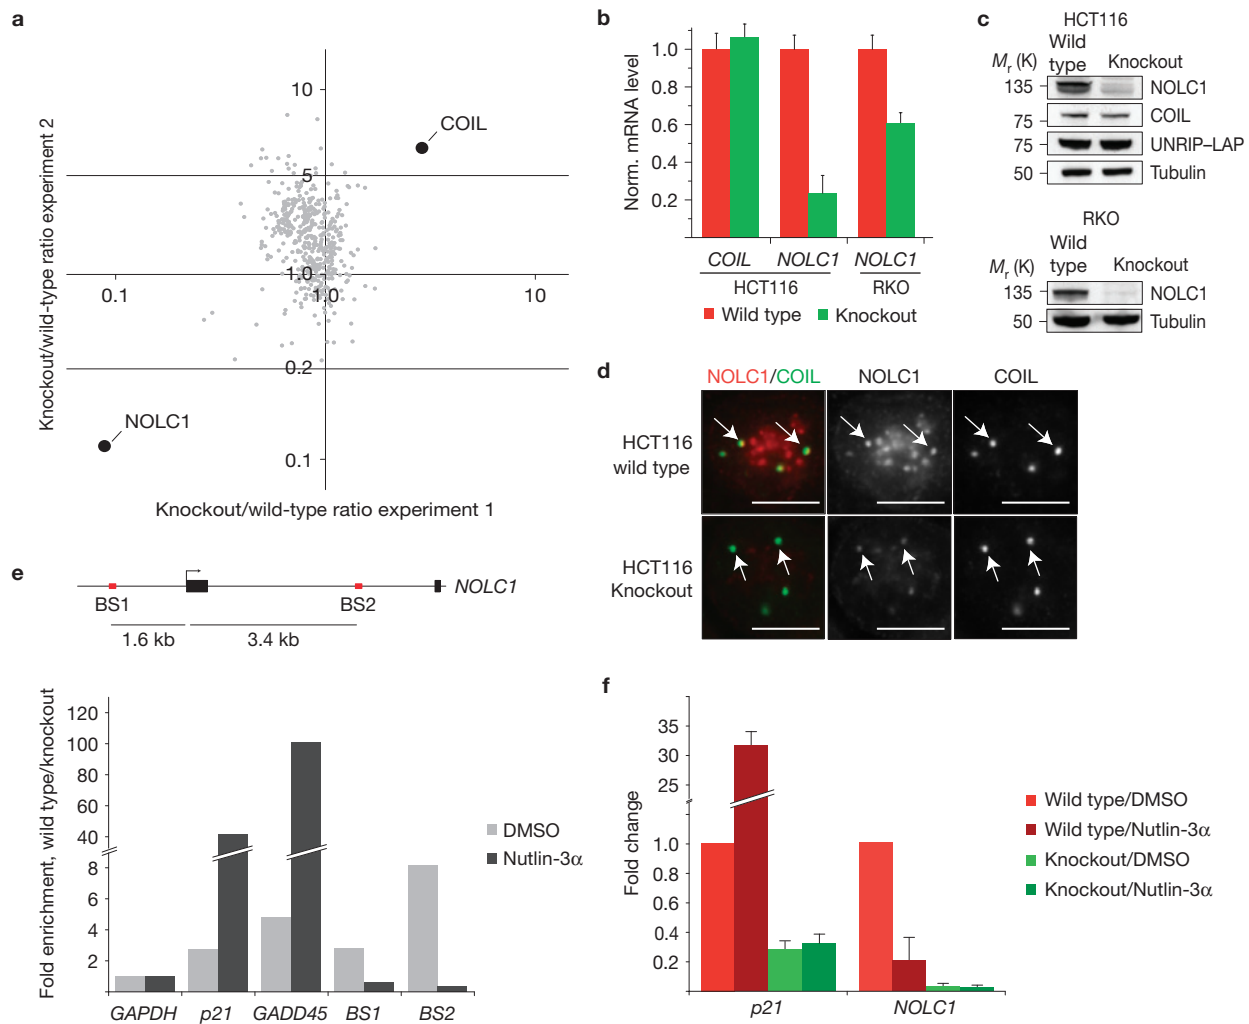 a
Knockout/wild-type ratio experiment 2
10
5
1.0
0.2
0.1
0.1
1.0
10
COIL
NOLC1
Knockout/wild-type ratio experiment 1
b
Norm. mRNA level
1.0
0.8
0.6
0.4
0.2
COIL NOLC1 NOLC1
HCT116 RKO
Wild type Knockout
c
HCT116
Wild
type
Knockout
Mr (K)
135 NOLC1
75 COIL
75 UNRIP–LAP
50 Tubulin
RKO
Wild
type
Knockout
Mr (K)
135 NOLC1
50 Tubulin
d
NOLC1/COIL NOLC1 COIL
HCT116
wild type
HCT116
Knockout
e
NOLC1
BS1 BS2
1.6 kb 3.4 kb
Fold enrichment, wild type/knockout
120
100
80
60
40
8
6
4
2
GAPDH p21 GADD45 BS1 BS2
DMSO
Nutlin-3α
f
Fold change
35
30
25
1.0
0.8
0.6
0.4
0.2
p21 NOLC1
Wild type/DMSO
Wild type/Nutlin-3α
Knockout/DMSO
Knockout/Nutlin-3α